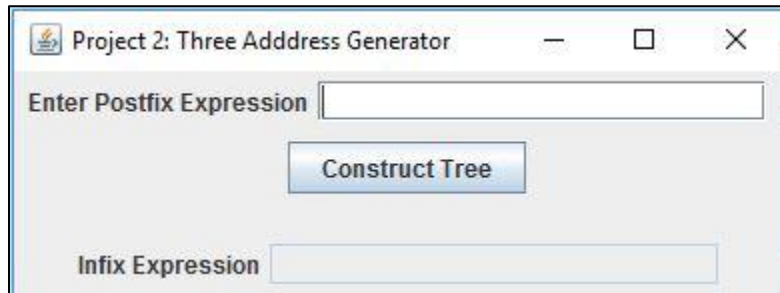 Project 2: Three Adddress Generator
Enter Postfix Expression
Construct Tree
Infix Expression